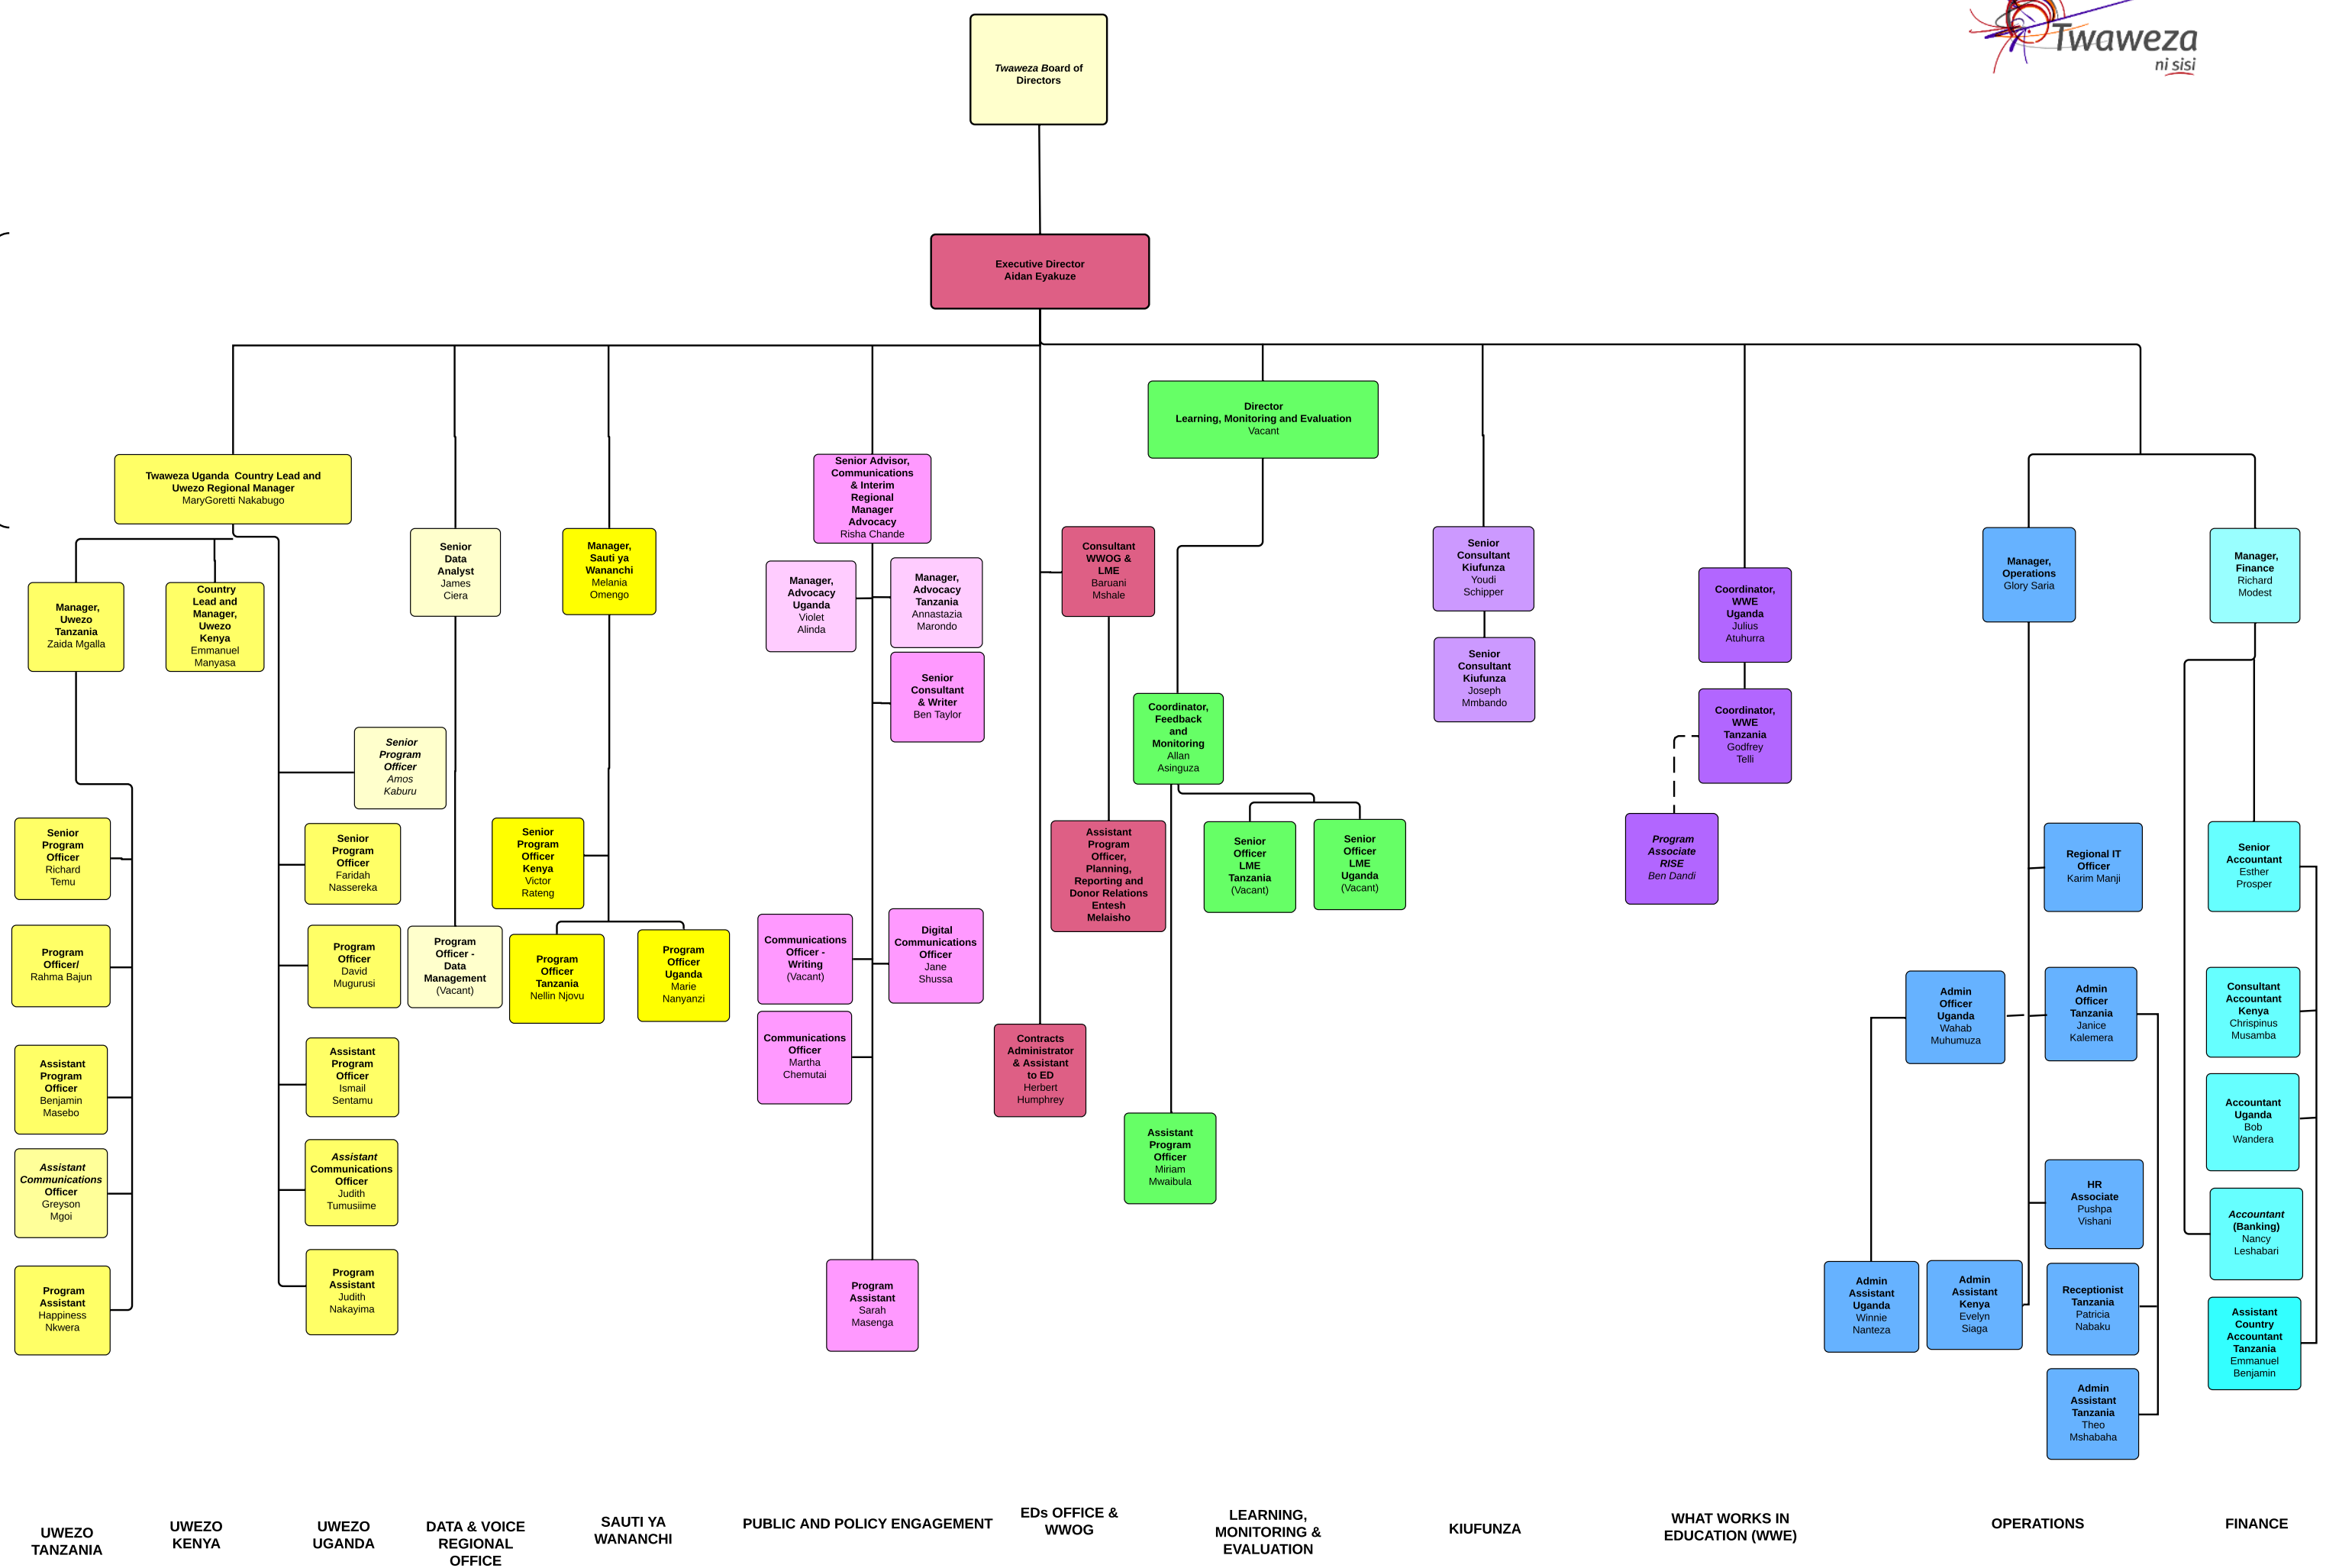 Twaweza
ni sisi
Twaweza Board of
Directors
Executive Director
Aidan Eyakuze
Director
Learning, Monitoring and Evaluation
Vacant
Twaweza Uganda Country Lead and
Uwezo Regional Manager
MaryGoretti Nakabugo
Senior Advisor,
Communications
& Interim
Regional
Manager
Advocacy
Risha Chande
Senior
Data
Analyst
James
Ciera
Manager,
Sauti ya
Wananchi
Melania
Omengo
Consultant
WWOG &
LME
Baruani
Mshale
Senior
Consultant
Kiufunza
Youdi
Schipper
Manager,
Operations
Glory Saria
Manager,
Finance
Richard
Modest
Manager,
Uwezo
Tanzania
Zaida Mgalla
Country
Lead and
Manager,
Uwezo
Kenya
Emmanuel
Manyasa
Manager,
Advocacy
Uganda
Violet
Alinda
Manager,
Advocacy
Tanzania
Annastazia
Marondo
Coordinator,
WWE
Uganda
Julius
Atuhurra
Senior
Consultant
& Writer
Ben Taylor
Senior
Consultant
Kiufunza
Joseph
Mmbando
Coordinator,
Feedback
and
Monitoring
Allan
Asinguza
Coordinator,
WWE
Tanzania
Godfrey
Telli
Senior
Program
Officer
Amos
Kaburu
Senior
Program
Officer
Richard
Temu
Senior
Program
Officer
Faridah
Nassereka
Senior
Program
Officer
Kenya
Victor
Rateng
Assistant
Program
Officer,
Planning,
Reporting and
Donor Relations
Entesh
Melaisho
Senior
Officer
LME
Tanzania
(Vacant)
Senior
Officer
LME
Uganda
(Vacant)
Program
Associate
RISE
Ben Dandi
Regional IT
Officer
Karim Manji
Senior
Accountant
Esther
Prosper
Program
Officer/
Rahma Bajun
Program
Officer
David
Mugurusi
Program
Officer -
Data
Management
(Vacant)
Program
Officer
Tanzania
Nellin Njovu
Program
Officer
Uganda
Marie
Nanyanzi
Communications
Officer -
Writing
(Vacant)
Digital
Communications
Officer
Jane
Shussa
Admin
Officer
Uganda
Wahab
Muhumuza
Admin
Officer
Tanzania
Janice
Kalemera
Consultant
Accountant
Kenya
Chrispinus
Musamba
Assistant
Program
Officer
Benjamin
Masebo
Assistant
Program
Officer
Ismail
Sentamu
Communications
Officer
Martha
Chemutai
Contracts
Administrator
& Assistant
to ED
Herbert
Humphrey
Accountant
Uganda
Bob
Wandera
Assistant
Communications
Officer
Greyson
Mgoi
Assistant
Communications
Officer
Judith
Tumusiime
Assistant
Program
Officer
Miriam
Mwaibula
HR
Associate
Pushpa
Vishani
Accountant
(Banking)
Nancy
Leshabari
Program
Assistant
Happiness
Nkwera
Program
Assistant
Judith
Nakayima
Program
Assistant
Sarah
Masenga
Admin
Assistant
Uganda
Winnie
Nanteza
Admin
Assistant
Kenya
Evelyn
Siaga
Receptionist
Tanzania
Patricia
Nabaku
Assistant
Country
Accountant
Tanzania
Emmanuel
Benjamin
Admin
Assistant
Tanzania
Theo
Mshabaha
UWEZO
TANZANIA
UWEZO
KENYA
UWEZO
UGANDA
DATA & VOICE
REGIONAL
OFFICE
SAUTI YA
WANANCHI
PUBLIC AND POLICY ENGAGEMENT
EDs OFFICE &
WWOG
LEARNING,
MONITORING &
EVALUATION
KIUFUNZA
WHAT WORKS IN
EDUCATION (WWE)
OPERATIONS
FINANCE